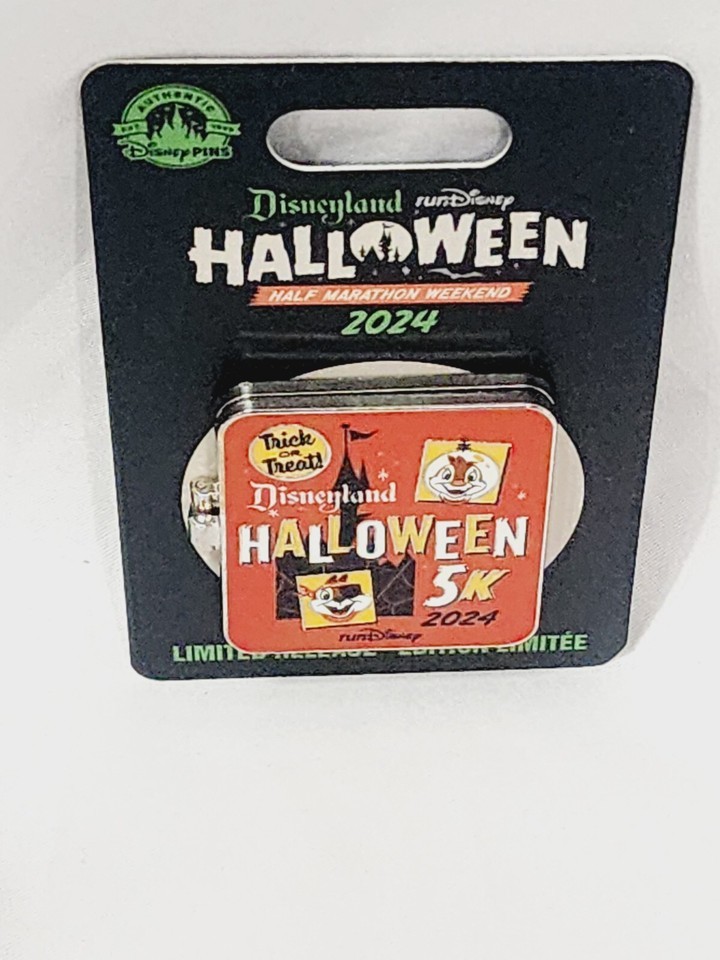 AUTHENTIC
Disney PINS
Disneyland runDisney
HALLOWEEN
HALF MARATHON WEEKEND
2024
Trick
OR
Treat!
Disneyland
HALLOWEEN
5K
2024
runDisney
LIMITED RELEASE ÉDITION LIMITÉE